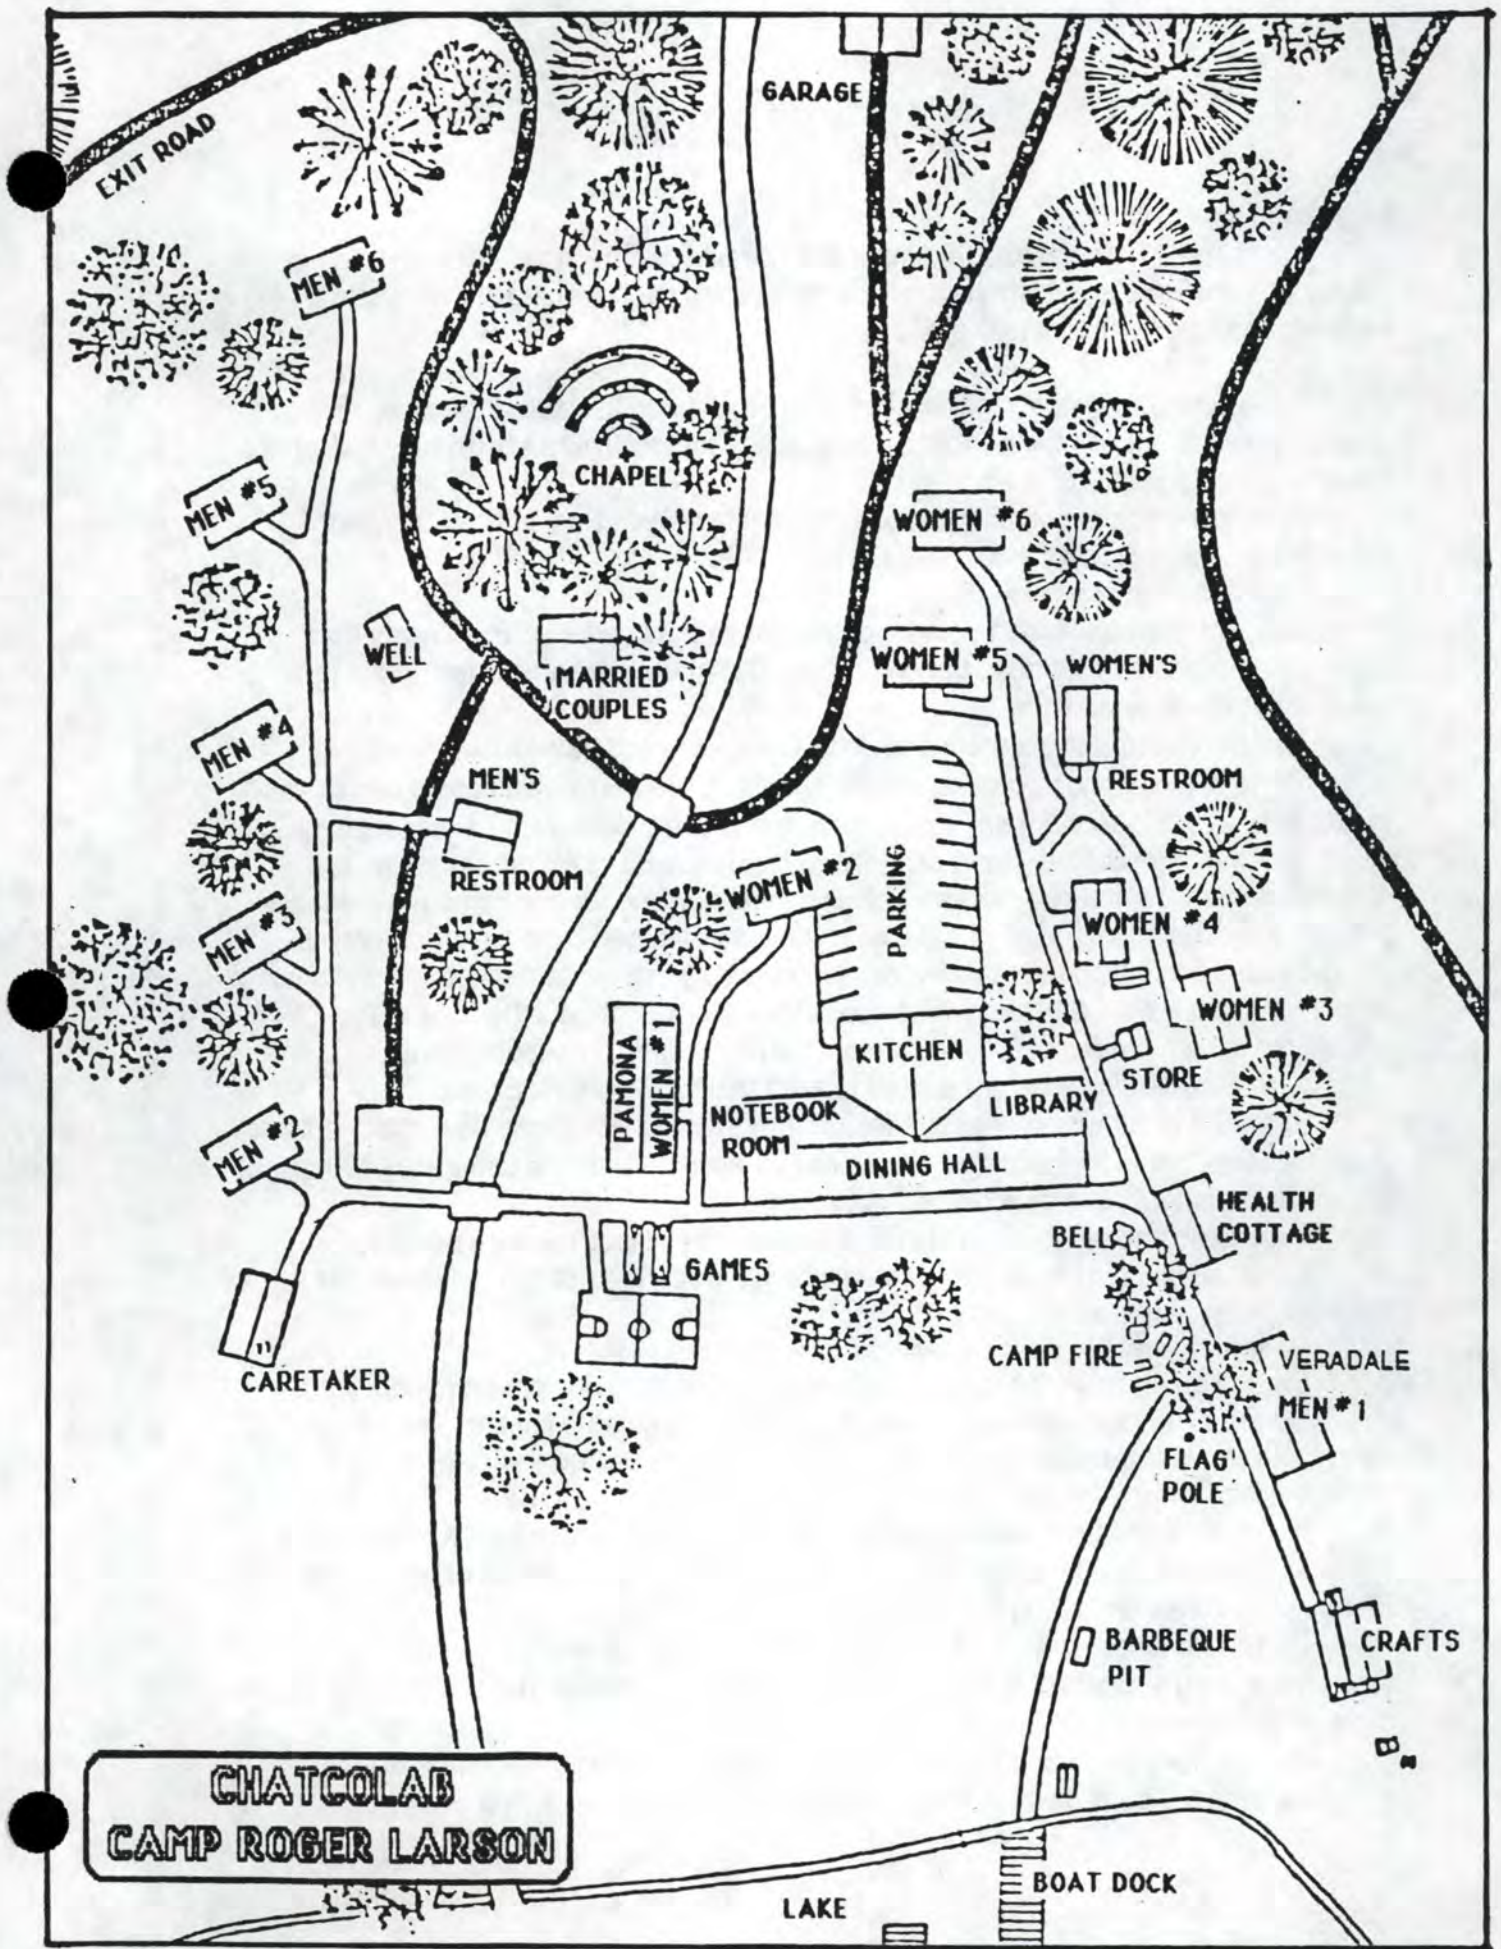 GARAGE
EXIT ROAD
MEN #6
CHAPEL
MEN #5
WOMEN #6
WELL
MARRIED
COUPLES
WOMEN #5
WOMEN'S
RESTROOM
MEN #4
MEN'S
RESTROOM
WOMEN #2
PARKING
WOMEN #4
MEN #3
WOMEN #3
PAMONA
WOMEN #1
KITCHEN
STORE
NOTEBOOK
ROOM
LIBRARY
DINING HALL
MEN #2
HEALTH
COTTAGE
BELL
GAMES
CAMP FIRE
VERADALE
MEN #1
CARETAKER
FLAG
POLE
BARBEQUE
PIT
CRAFTS
CHATCOLAB
CAMP ROGER LARSON
BOAT DOCK
LAKE